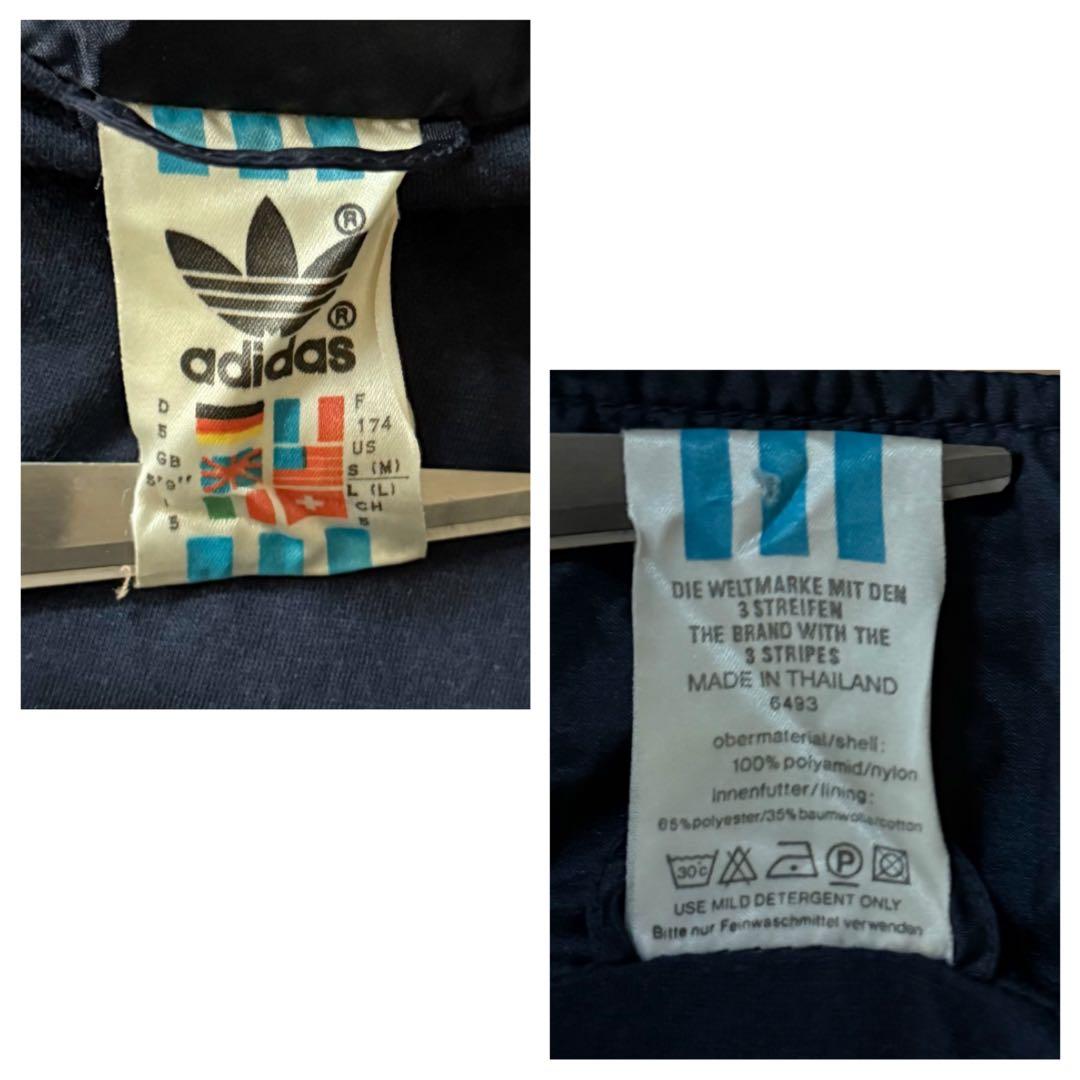 ®
®
adidas
D
5
GB
5'9"
I
5
F
174
US
S (M)
L (L)
CH
5
DIE WELTMARKE MIT DEN
3 STREIFEN
THE BRAND WITH THE
3 STRIPES
MADE IN THAILAND
6493
obermaterial/shell:
100% polyamid/nylon
Innenfutter/lining:
65%polyester/35%baumwolle/cotton
30°C P
USE MILD DETERGENT ONLY
Bitte nur Feinwaschmittel verwenden